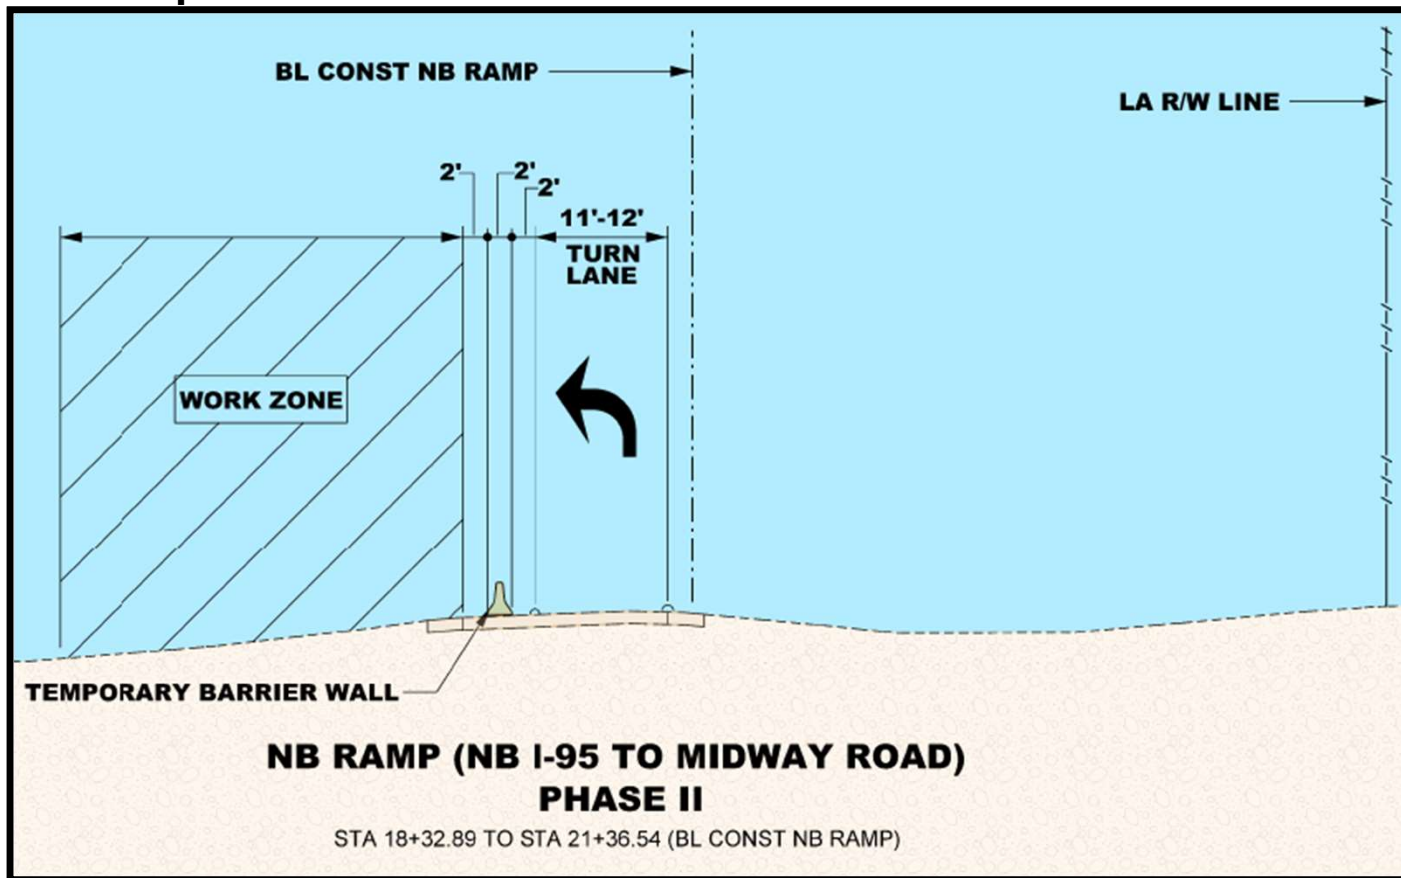 BL CONST NB RAMP
LA R/W LINE
2'
2'
2'
11'-12'
TURN
LANE
WORK ZONE
TEMPORARY BARRIER WALL
NB RAMP (NB I-95 TO MIDWAY ROAD)
PHASE II
STA 18+32.89 TO STA 21+36.54 (BL CONST NB RAMP)